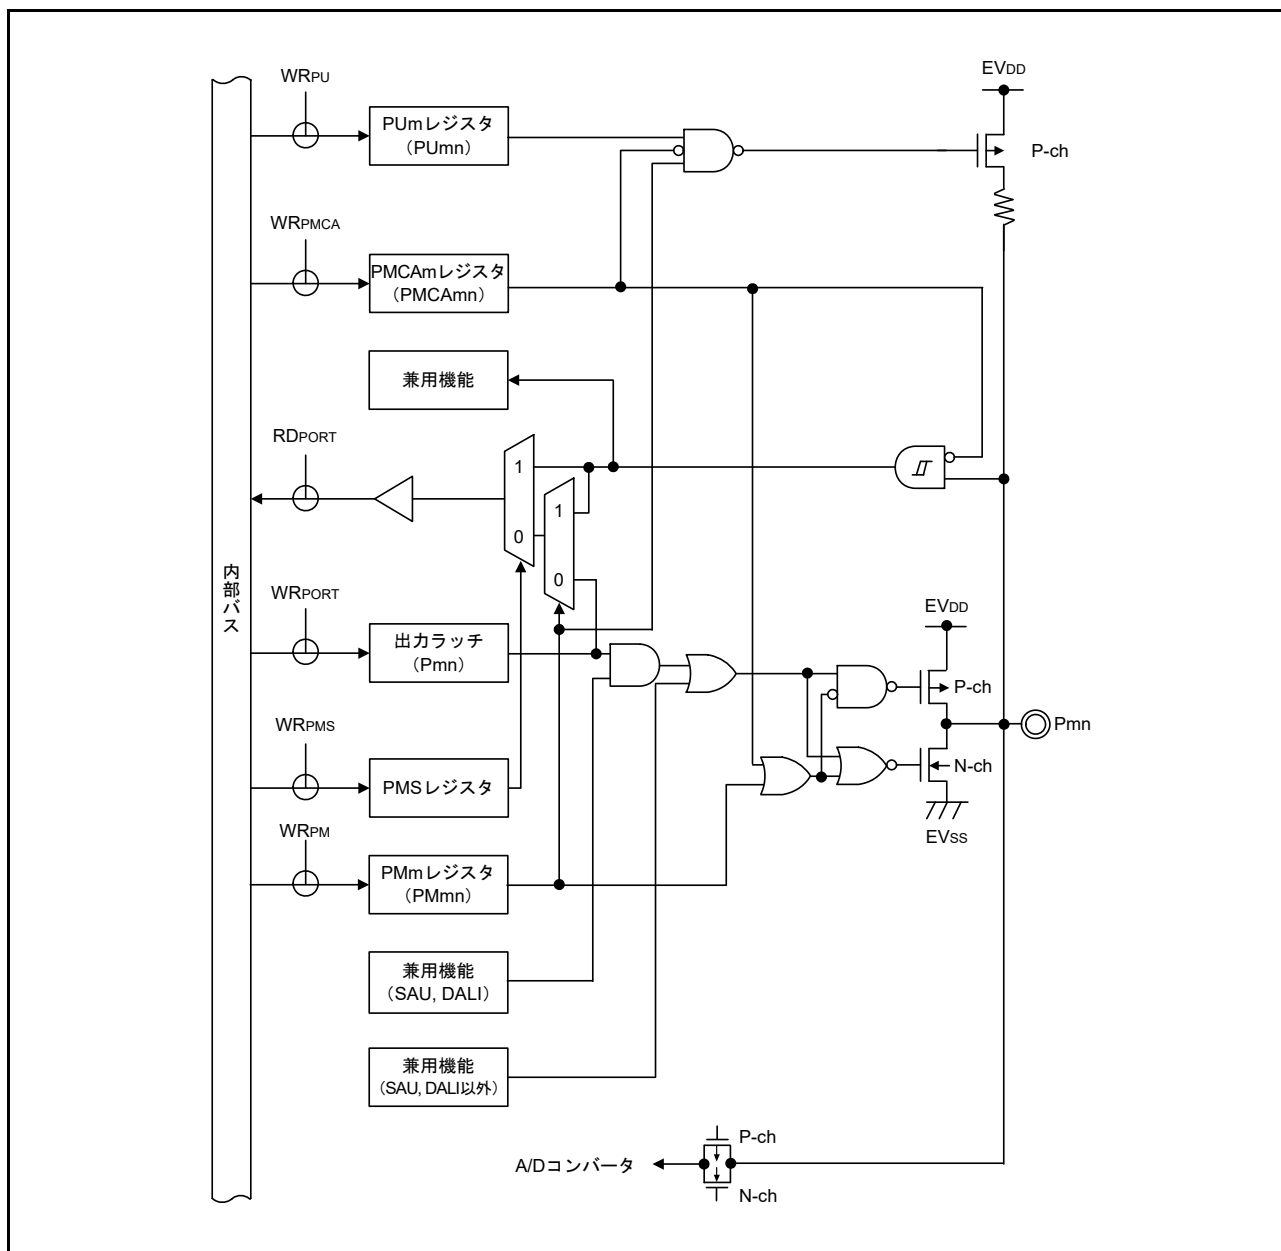 WRPU
EVDD
PUmレジスタ
(PUmn)
P-ch
WRPMCA
PMCAmレジスタ
(PMCAmn)
兼用機能
RDPORT
1
0
1
0
内部バス
WRPORT
出力ラッチ
(Pmn)
EVDD
P-ch
Pmn
N-ch
EVSS
WRPMS
PMSレジスタ
WRPM
PMmレジスタ
(PMmn)
兼用機能
(SAU, DALI)
兼用機能
(SAU, DALI以外)
P-ch
A/Dコンバータ
N-ch